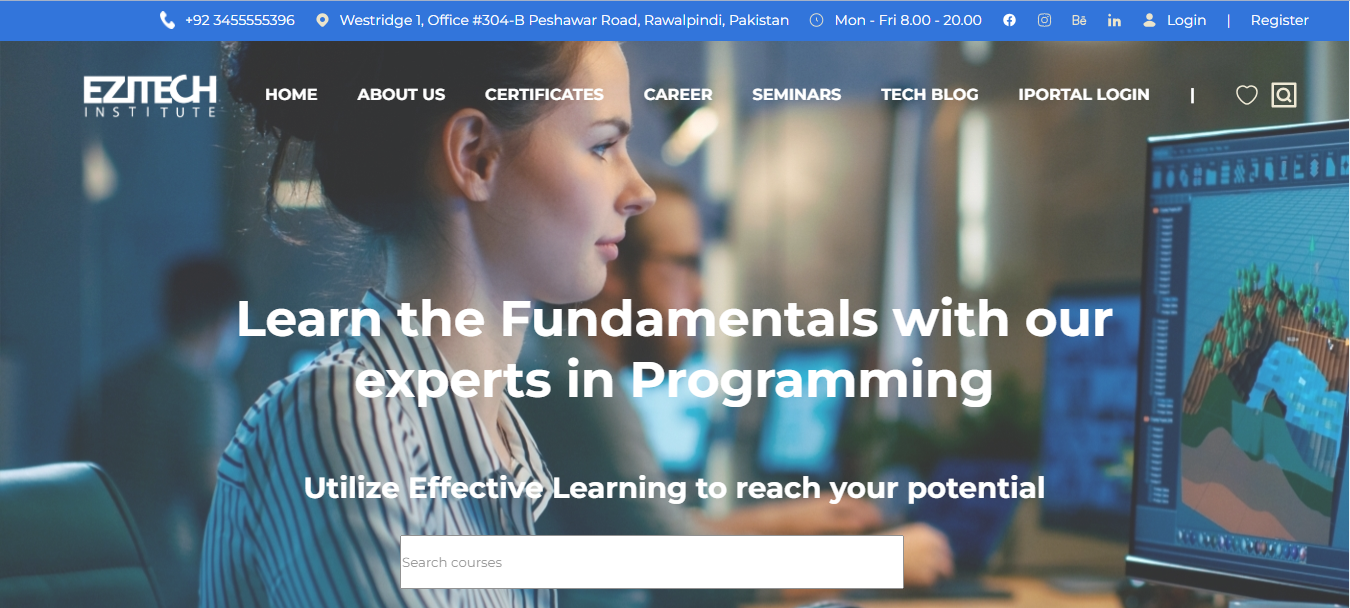 +92 3455555396 Westridge 1, Office #304-B Peshawar Road, Rawalpindi, Pakistan Mon - Fri 8.00 - 20.00 Bē in Login | Register
EZITECH
INSTITUTE
HOME ABOUT US CERTIFICATES CAREER SEMINARS TECH BLOG IPORTAL LOGIN |
Learn the Fundamentals with our
experts in Programming
Utilize Effective Learning to reach your potential
Search courses